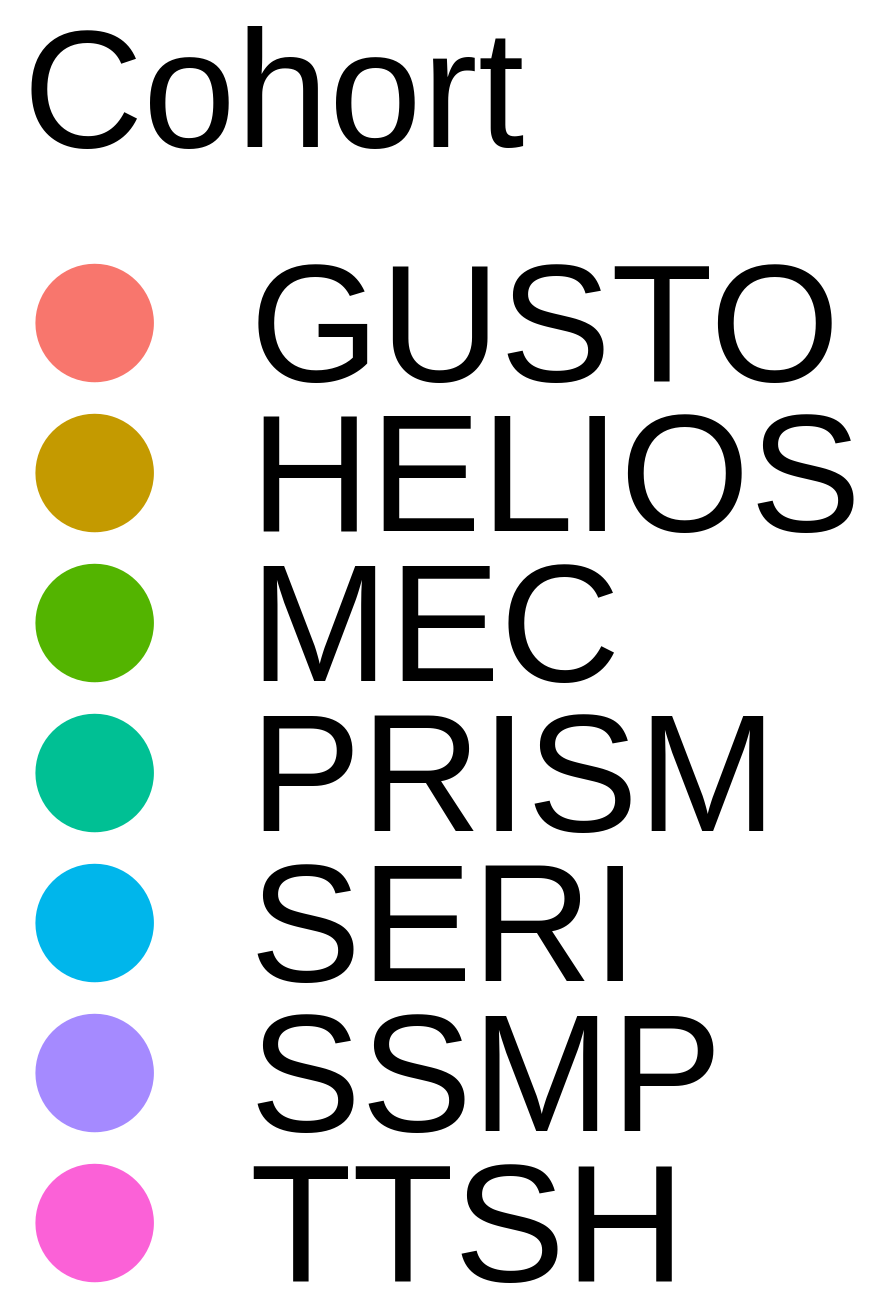 Cohort
GUSTO
HELIOS
MEC
PRISM
SERI
SSMP
TTSH